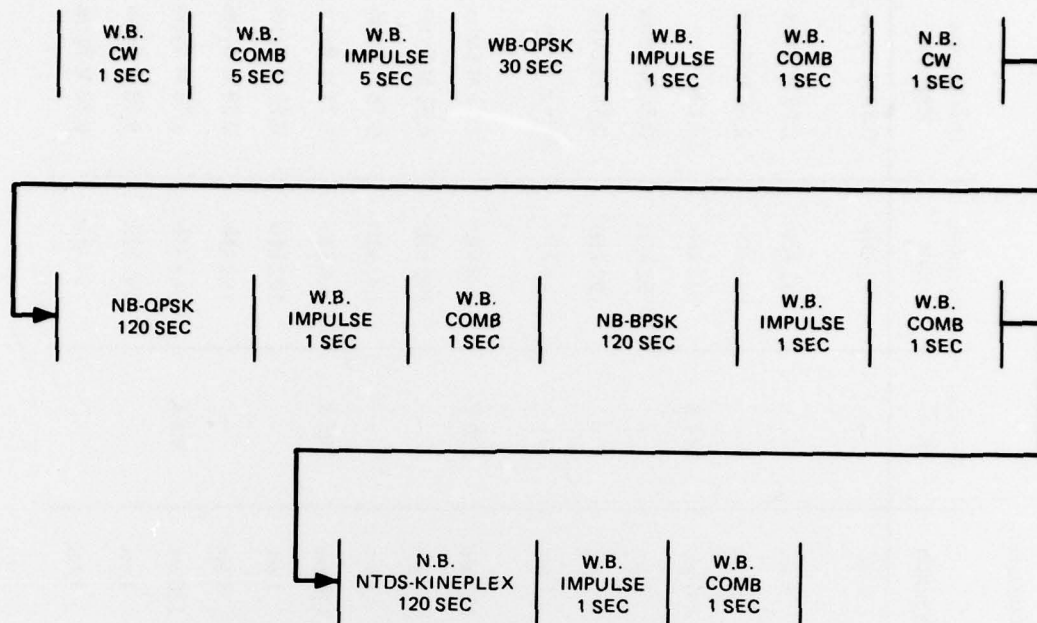 W.B.
CW
1 SEC
W.B.
COMB
5 SEC
W.B.
IMPULSE
5 SEC
WB-QPSK
30 SEC
W.B.
IMPULSE
1 SEC
W.B.
COMB
1 SEC
N.B.
CW
1 SEC
NB-QPSK
120 SEC
W.B.
IMPULSE
1 SEC
W.B.
COMB
1 SEC
NB-BPSK
120 SEC
W.B.
IMPULSE
1 SEC
W.B.
COMB
1 SEC
N.B.
NTDS-KINEPLEX
120 SEC
W.B.
IMPULSE
1 SEC
W.B.
COMB
1 SEC